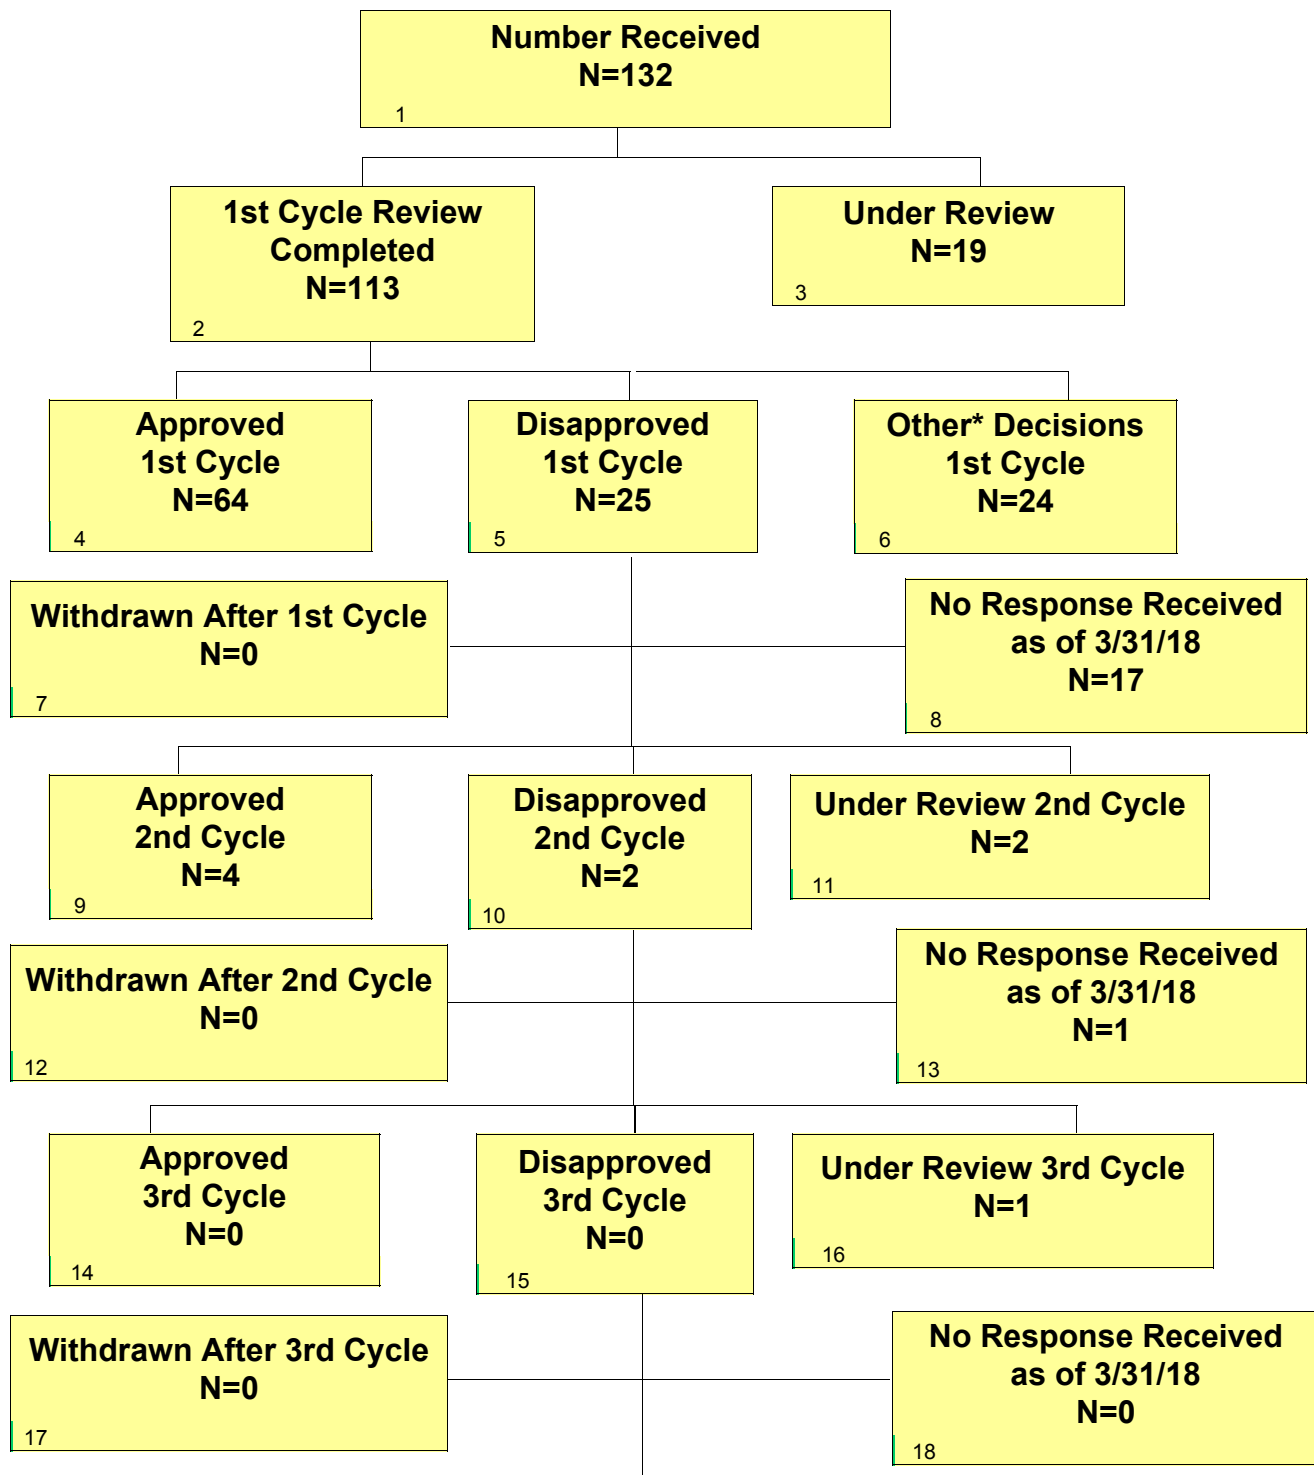 Number Received
N=132
1
1st Cycle Review
Completed
N=113
2
Under Review
N=19
3
Approved
1st Cycle
N=64
4
Disapproved
1st Cycle
N=25
5
Other* Decisions
1st Cycle
N=24
6
Withdrawn After 1st Cycle
N=0
7
No Response Received
as of 3/31/18
N=17
8
Approved
2nd Cycle
N=4
9
Disapproved
2nd Cycle
N=2
10
Under Review 2nd Cycle
N=2
11
Withdrawn After 2nd Cycle
N=0
12
No Response Received
as of 3/31/18
N=1
13
Approved
3rd Cycle
N=0
14
Disapproved
3rd Cycle
N=0
15
Under Review 3rd Cycle
N=1
16
Withdrawn After 3rd Cycle
N=0
17
No Response Received
as of 3/31/18
N=0
18